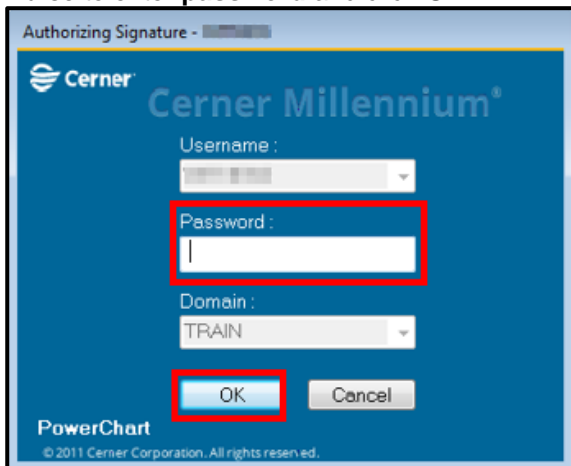 Authorizing Signature -
Cerner
Cerner Millennium®
Username :
Password :
Domain :
TRAIN
OK Cancel
PowerChart
© 2011 Cerner Corporation. All rights reserved.